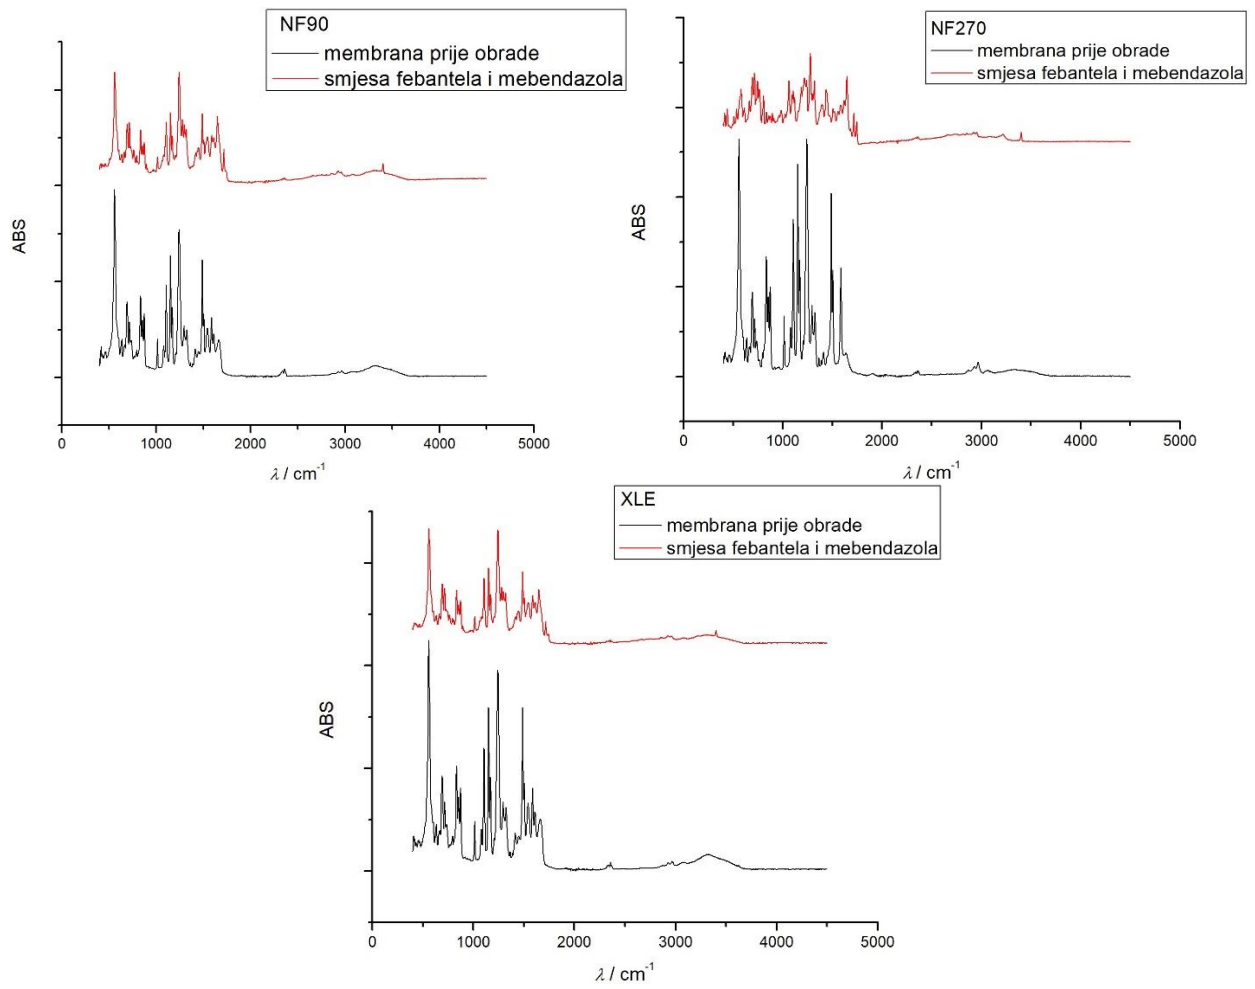 NF90
membrana prije obrade
smjesa febantela i mebendazola
ABS
0 1000 2000 3000 4000 5000
λ / cm-1
NF270
membrana prije obrade
smjesa febantela i mebendazola
ABS
0 1000 2000 3000 4000 5000
λ / cm-1
XLE
membrana prije obrade
smjesa febantela i mebendazola
ABS
0 1000 2000 3000 4000 5000
λ / cm-1